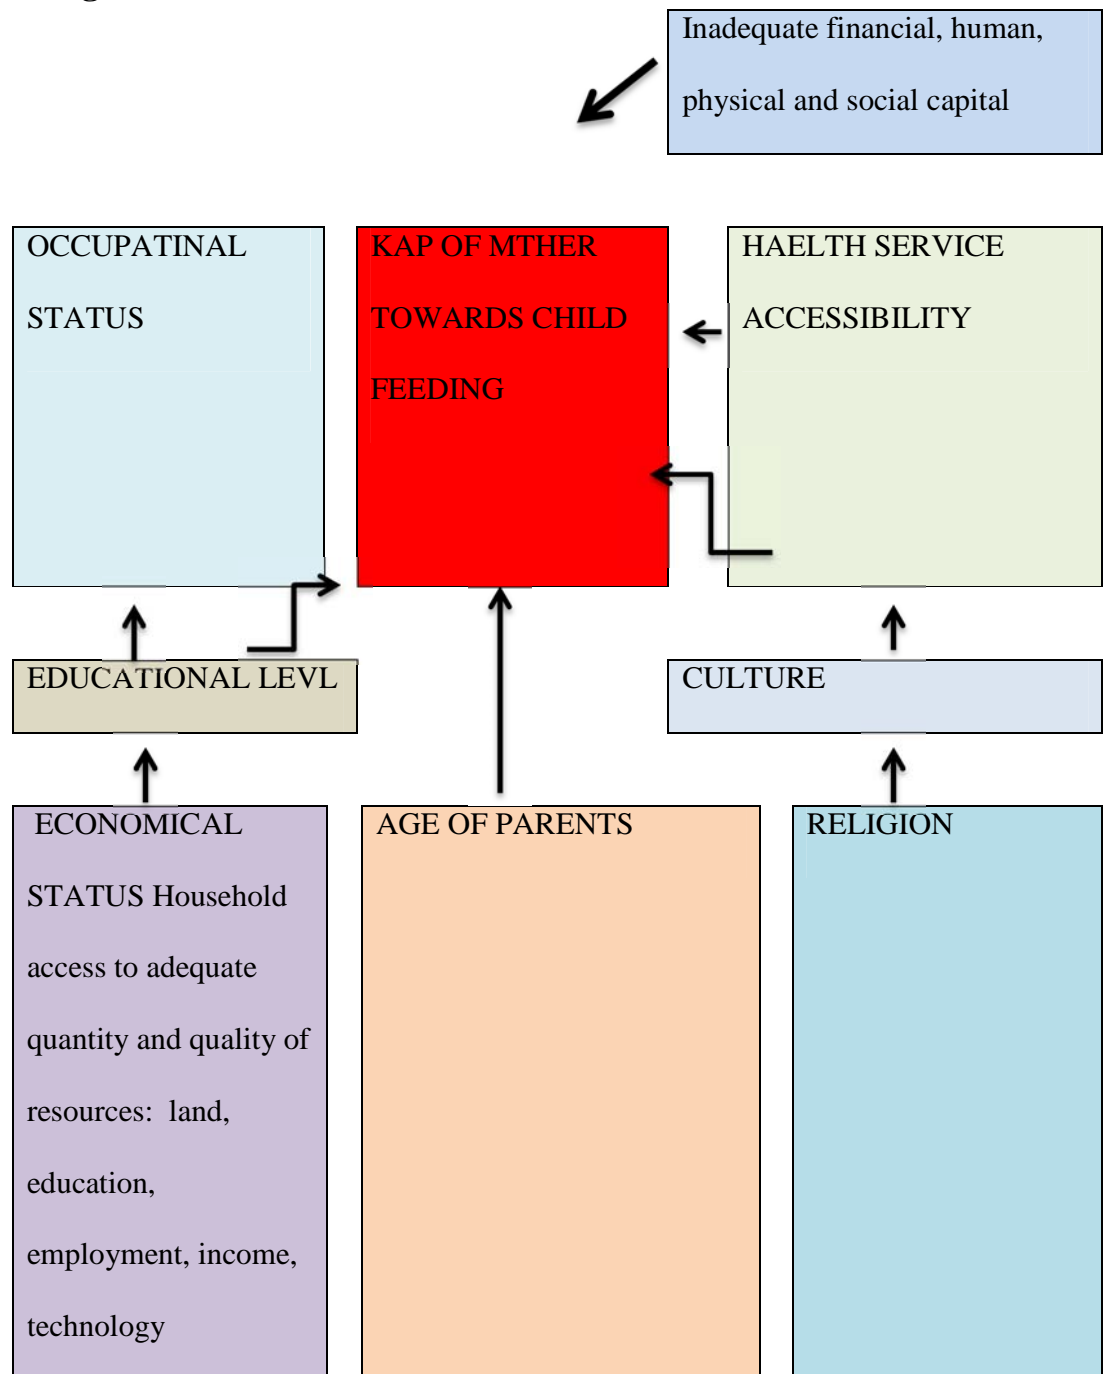 Inadequate financial, human,
physical and social capital
OCCUPATINAL
STATUS
KAP OF MTHER
TOWARDS CHILD
FEEDING
HAELTH SERVICE
ACCESSIBILITY
EDUCATIONAL LEVL
CULTURE
ECONOMICAL
STATUS Household
access to adequate
quantity and quality of
resources: land,
education,
employment, income,
technology
AGE OF PARENTS
RELIGION